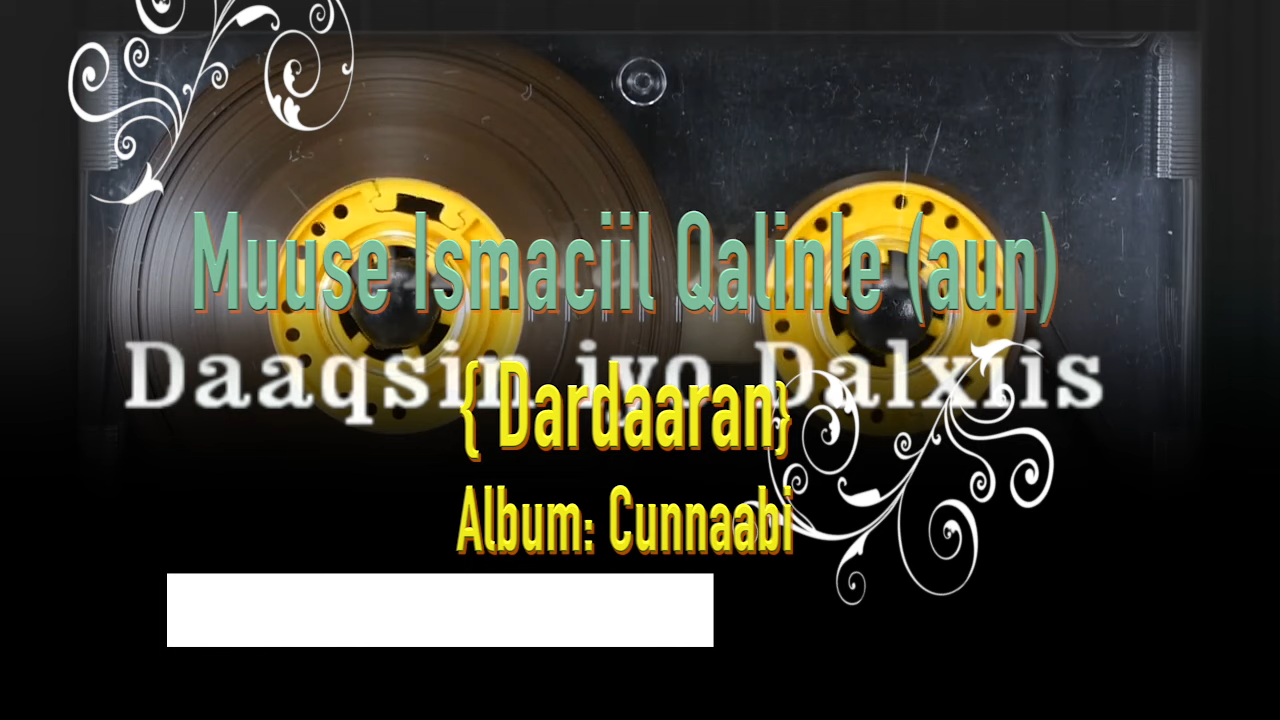 Muuse Ismaciil Qalinle (aun)
Daaqsin iyo Dalxiis
{ Dardaaran}
Album: Cunnaabi